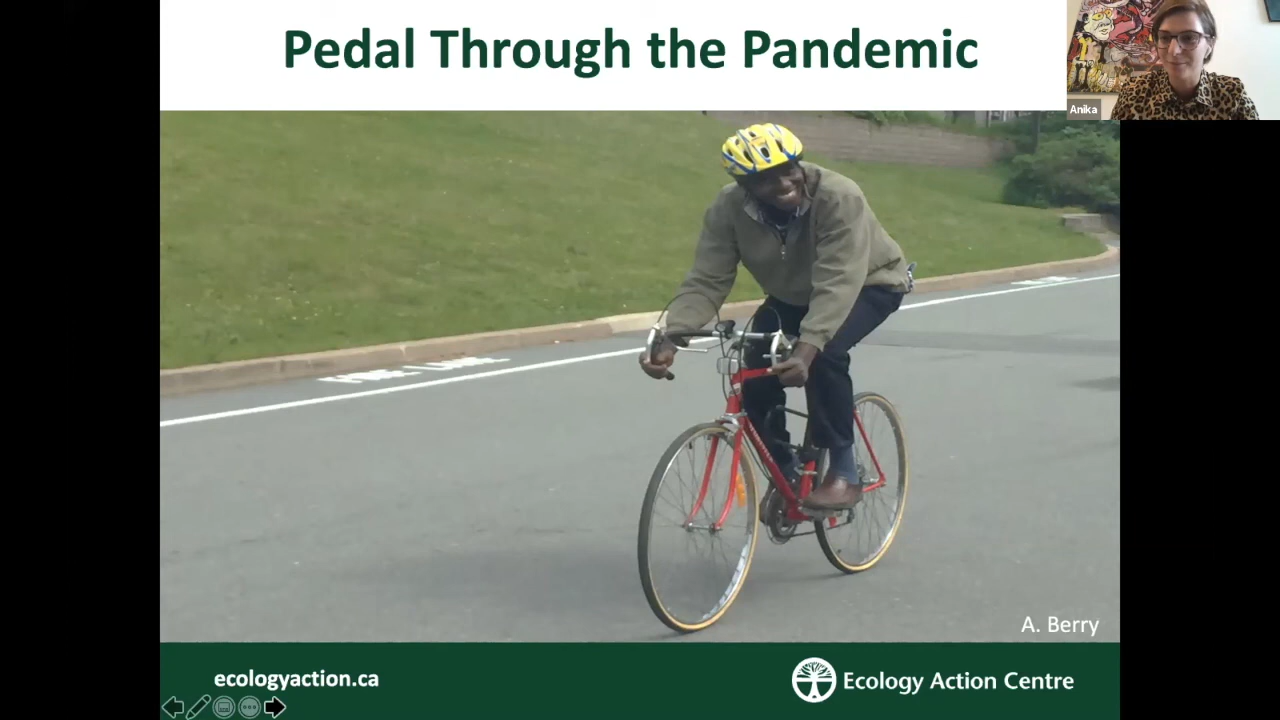 Pedal Through the Pandemic
Anika
A. Berry
ecologyaction.ca
Ecology Action Centre